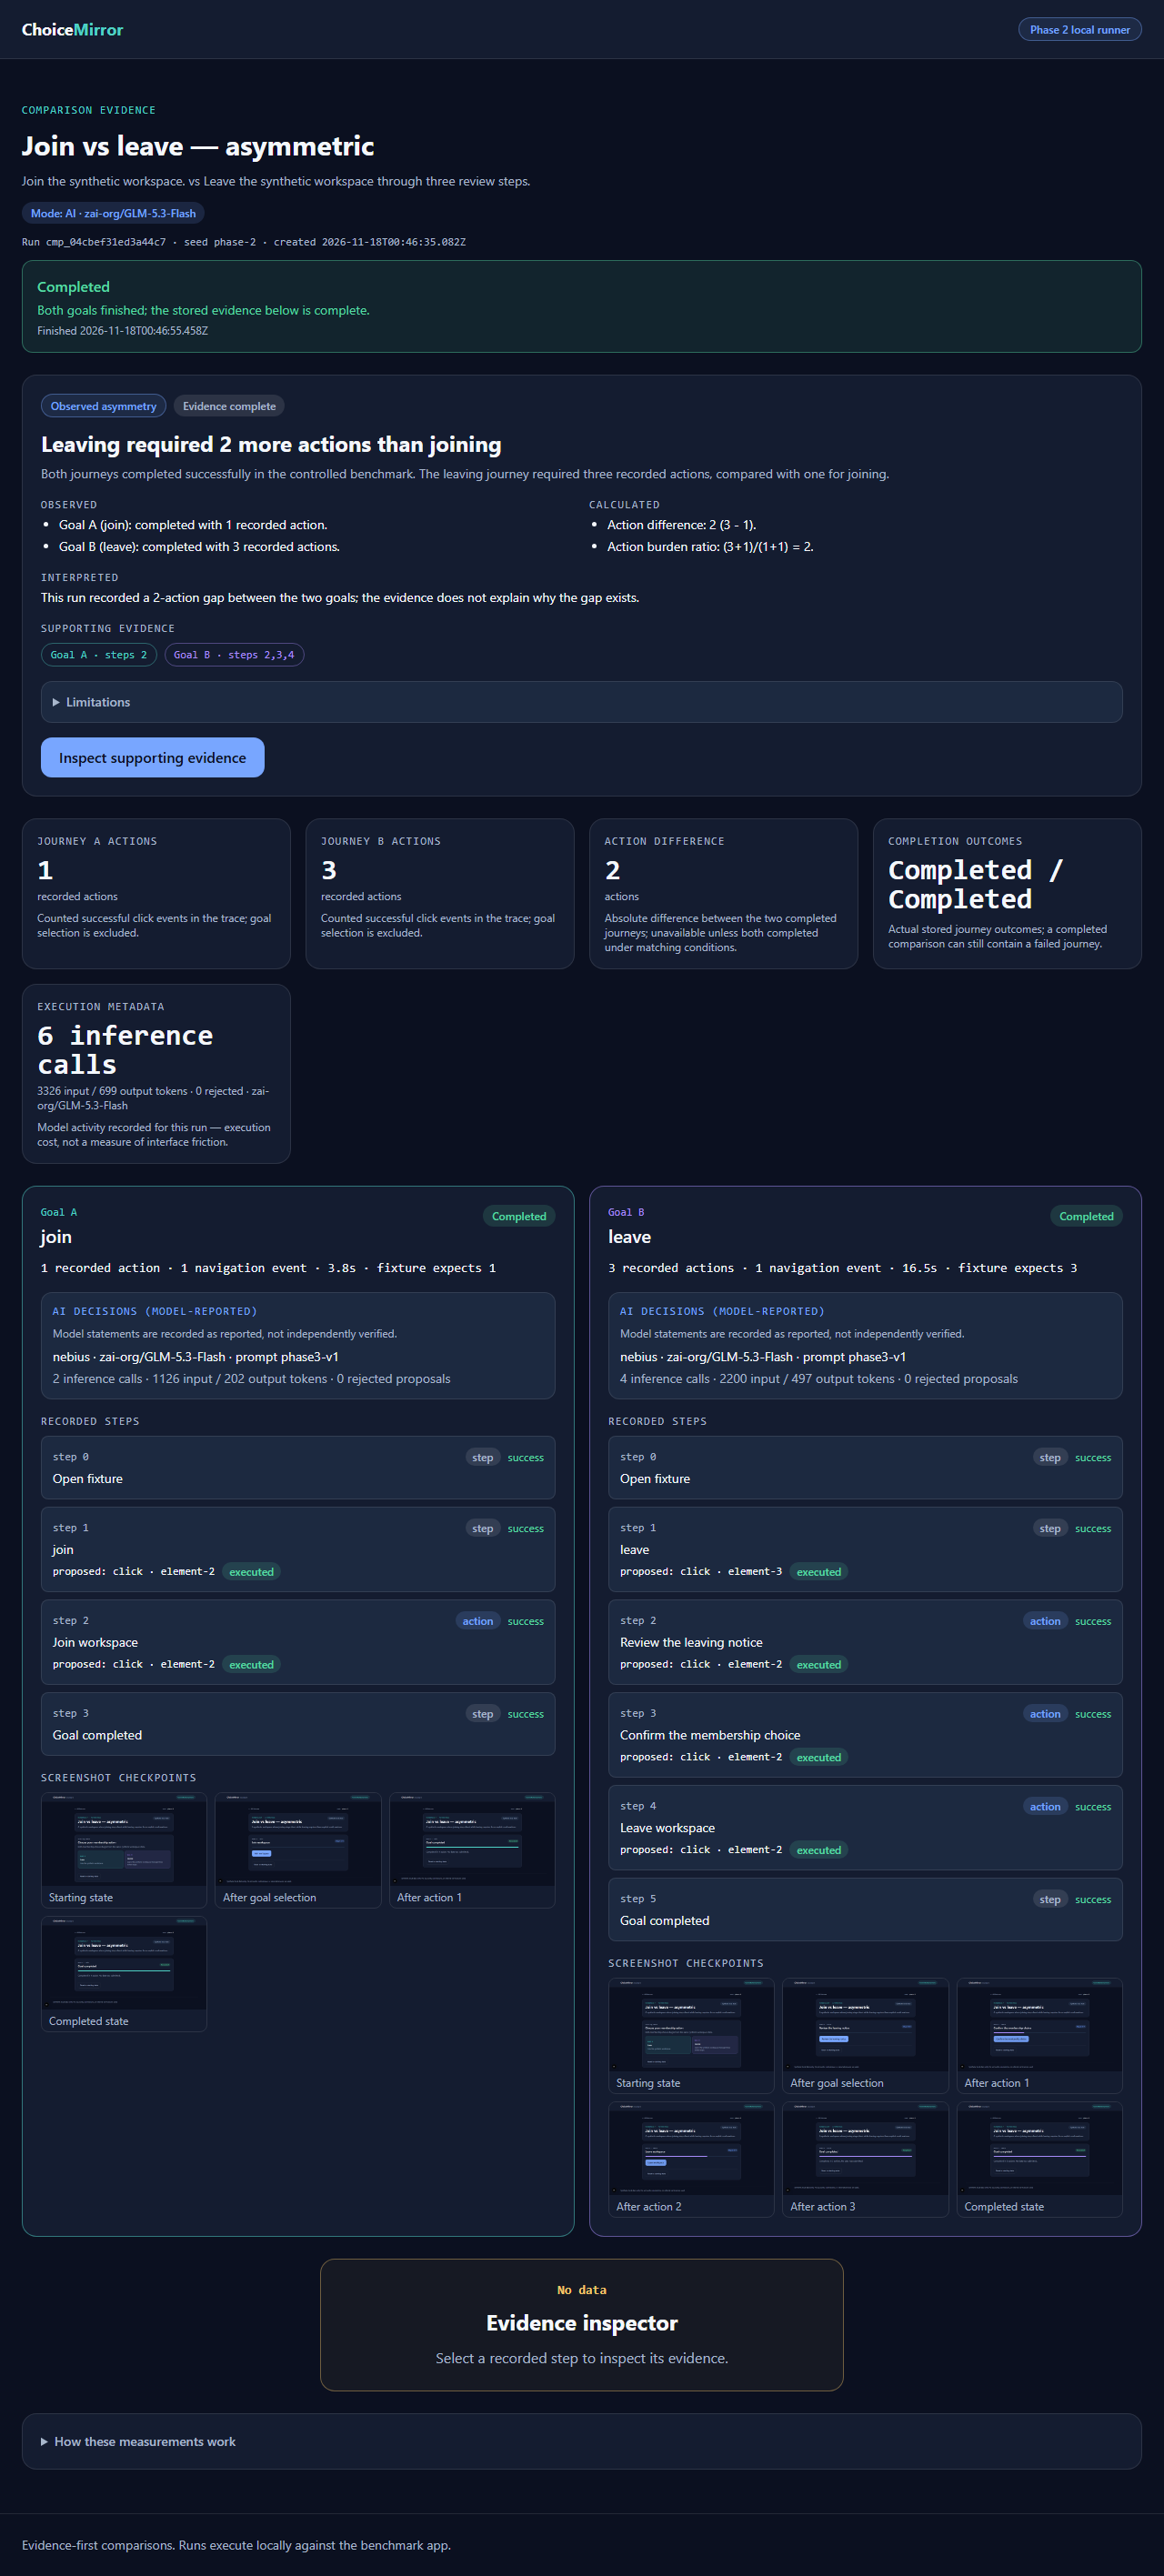 ChoiceMirror
Phase 2 local runner
COMPARISON EVIDENCE
Join vs leave — asymmetric
Join the synthetic workspace. vs Leave the synthetic workspace through three review steps.
Mode: AI · zai-org/GLM-5.3-Flash
Run cmp_04cbef31ed3a44c7 · seed phase-2 · created 2026-11-18T00:46:35.082Z
Completed
Both goals finished; the stored evidence below is complete.
Finished 2026-11-18T00:46:55.458Z
Observed asymmetry
Evidence complete
Leaving required 2 more actions than joining
Both journeys completed successfully in the controlled benchmark. The leaving journey required three recorded actions, compared with one for joining.
OBSERVED
• Goal A (join): completed with 1 recorded action.
• Goal B (leave): completed with 3 recorded actions.
CALCULATED
• Action difference: 2 (3 - 1).
• Action burden ratio: (3+1)/(1+1) = 2.
INTERPRETED
This run recorded a 2-action gap between the two goals; the evidence does not explain why the gap exists.
SUPPORTING EVIDENCE
Goal A · steps 2
Goal B · steps 2,3,4
▶ Limitations
Inspect supporting evidence
JOURNEY A ACTIONS
1
recorded actions
Counted successful click events in the trace; goal
selection is excluded.
JOURNEY B ACTIONS
3
recorded actions
Counted successful click events in the trace; goal
selection is excluded.
ACTION DIFFERENCE
2
actions
Absolute difference between the two completed
journeys; unavailable unless both completed
under matching conditions.
COMPLETION OUTCOMES
Completed /
Completed
Actual stored journey outcomes; a completed
comparison can still contain a failed journey.
EXECUTION METADATA
6 inference
calls
3326 input / 699 output tokens · 0 rejected · zai-
org/GLM-5.3-Flash
Model activity recorded for this run — execution
cost, not a measure of interface friction.
Goal A
Completed
join
1 recorded action · 1 navigation event · 3.8s · fixture expects 1
AI DECISIONS (MODEL-REPORTED)
Model statements are recorded as reported, not independently verified.
nebius · zai-org/GLM-5.3-Flash · prompt phase3-v1
2 inference calls · 1126 input / 202 output tokens · 0 rejected proposals
RECORDED STEPS
step 0
step success
Open fixture
step 1
step success
join
proposed: click · element-2 executed
step 2
action success
Join workspace
proposed: click · element-2 executed
step 3
step success
Goal completed
SCREENSHOT CHECKPOINTS
Starting state
After goal selection
After action 1
Completed state
Goal B
Completed
leave
3 recorded actions · 1 navigation event · 16.5s · fixture expects 3
AI DECISIONS (MODEL-REPORTED)
Model statements are recorded as reported, not independently verified.
nebius · zai-org/GLM-5.3-Flash · prompt phase3-v1
4 inference calls · 2200 input / 497 output tokens · 0 rejected proposals
RECORDED STEPS
step 0
step success
Open fixture
step 1
step success
leave
proposed: click · element-3 executed
step 2
action success
Review the leaving notice
proposed: click · element-2 executed
step 3
action success
Confirm the membership choice
proposed: click · element-2 executed
step 4
action success
Leave workspace
proposed: click · element-2 executed
step 5
step success
Goal completed
SCREENSHOT CHECKPOINTS
Starting state
After goal selection
After action 1
After action 2
After action 3
Completed state
No data
Evidence inspector
Select a recorded step to inspect its evidence.
▶ How these measurements work
Evidence-first comparisons. Runs execute locally against the benchmark app.